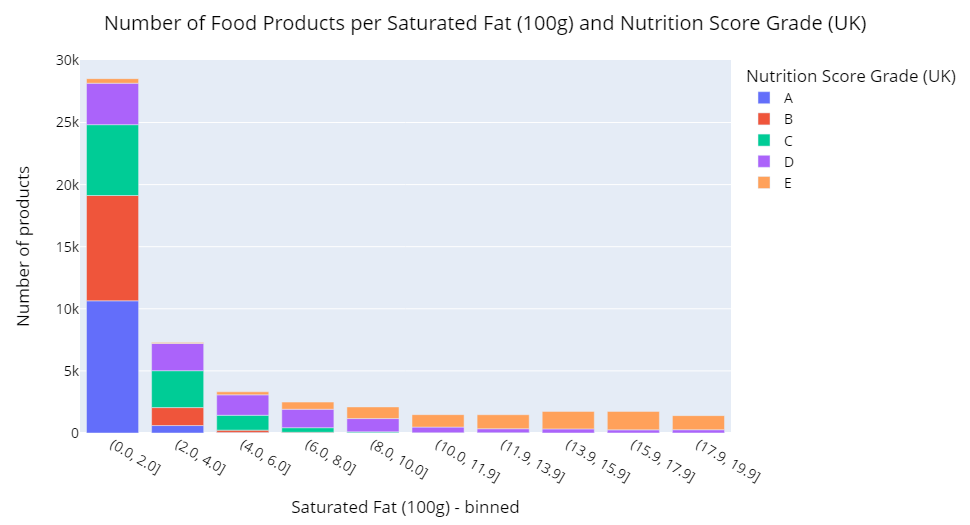 Number of Food Products per Saturated Fat (100g) and Nutrition Score Grade (UK)
Nutrition Score Grade (UK)
A
B
C
D
E
30k
25k
20k
15k
10k
5k
0
Number of products
(0.0, 2.0]
(2.0, 4.0]
(4.0, 6.0]
(6.0, 8.0]
(8.0, 10.0]
(10.0, 11.9]
(11.9, 13.9]
(13.9, 15.9]
(15.9, 17.9]
(17.9, 19.9]
Saturated Fat (100g) - binned